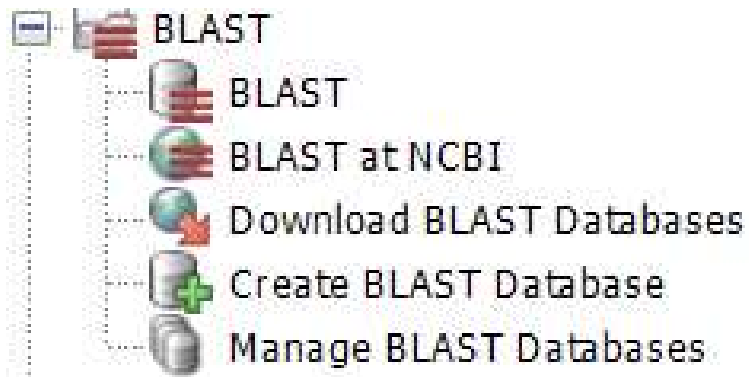 BLAST
BLAST
BLAST at NCBI
Download BLAST Databases
Create BLAST Database
Manage BLAST Databases